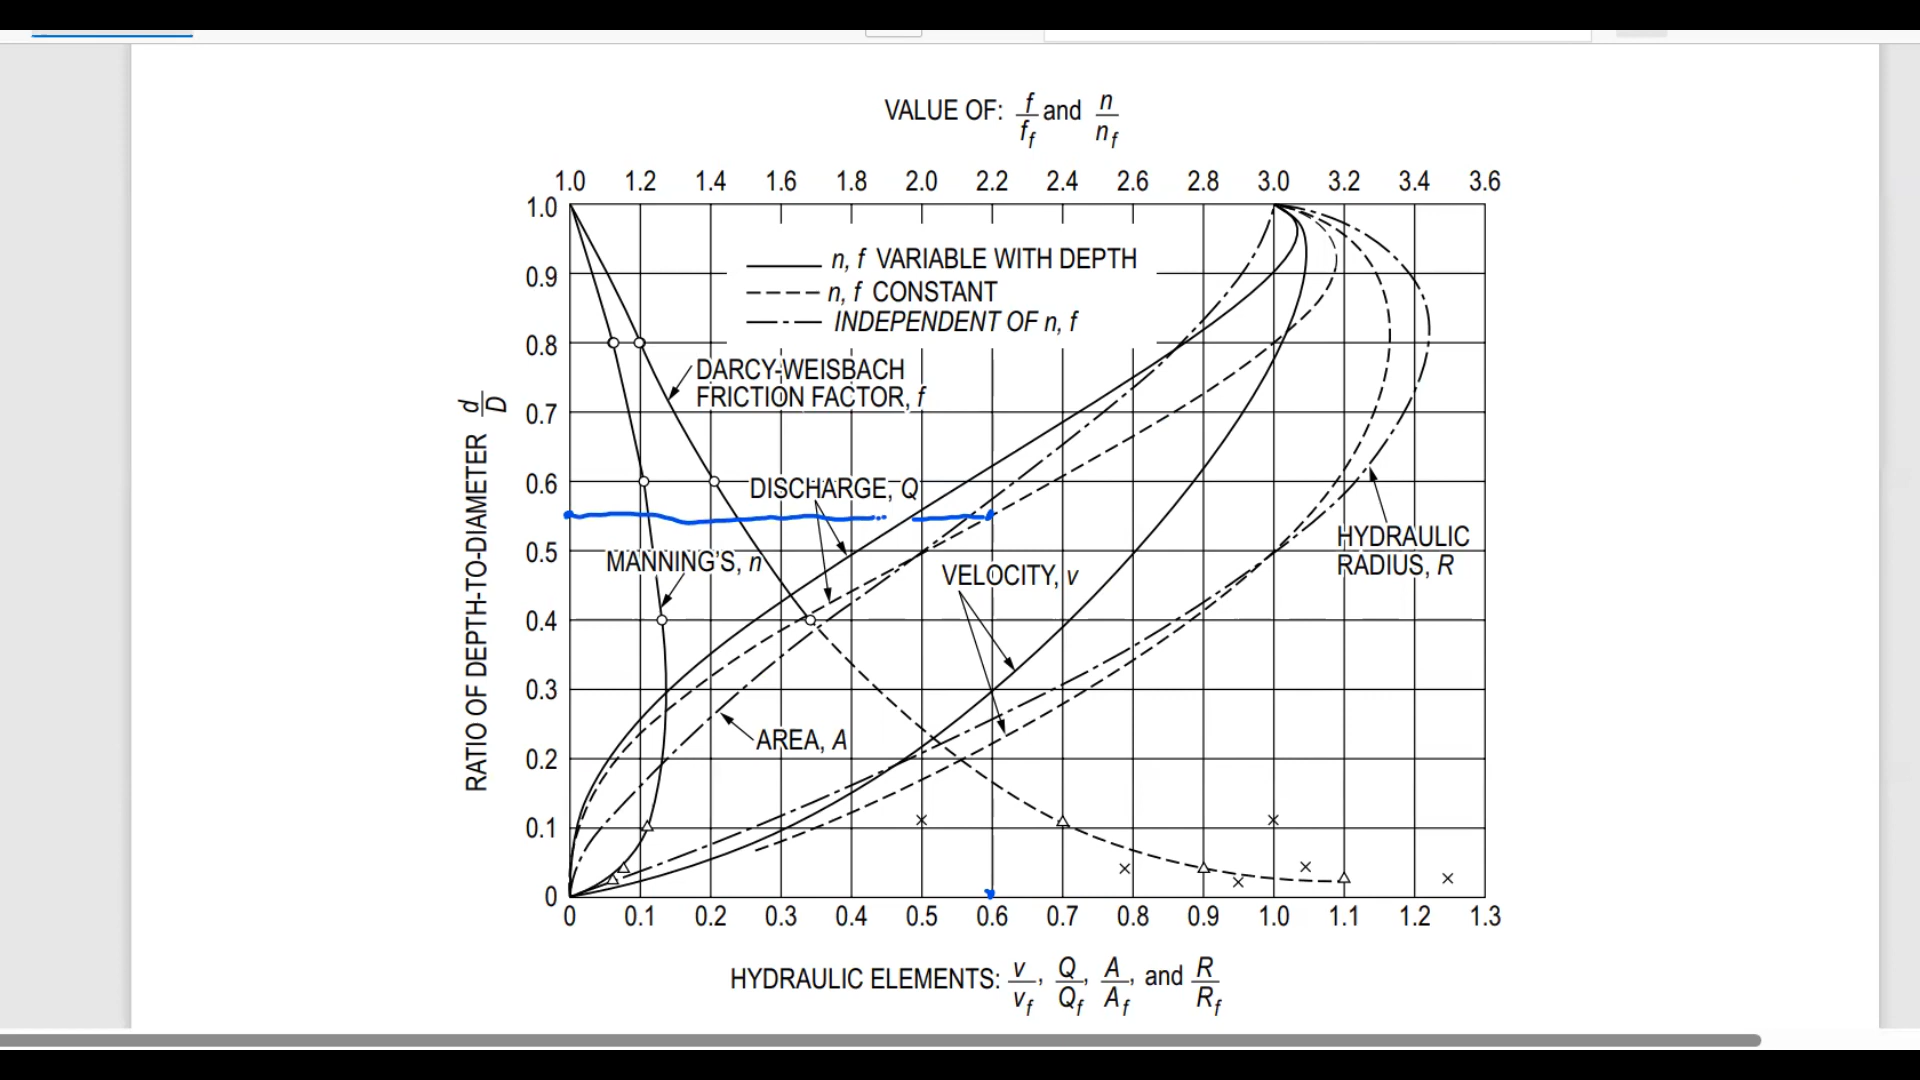 VALUE OF: f/f_f and n/n_f
1.0 1.2 1.4 1.6 1.8 2.0 2.2 2.4 2.6 2.8 3.0 3.2 3.4 3.6
1.0
n, f VARIABLE WITH DEPTH
0.9
n, f CONSTANT
INDEPENDENT OF n, f
0.8
DARCY-WEISBACH
FRICTION FACTOR, f
RATIO OF DEPTH-TO-DIAMETER d/D
0.7
0.6
DISCHARGE, Q
HYDRAULIC
RADIUS, R
0.5
MANNING'S, n
VELOCITY, v
0.4
0.3
AREA, A
0.2
0.1
0
0 0.1 0.2 0.3 0.4 0.5 0.6 0.7 0.8 0.9 1.0 1.1 1.2 1.3
HYDRAULIC ELEMENTS: v/v_f, Q/Q_f, A/A_f, and R/R_f